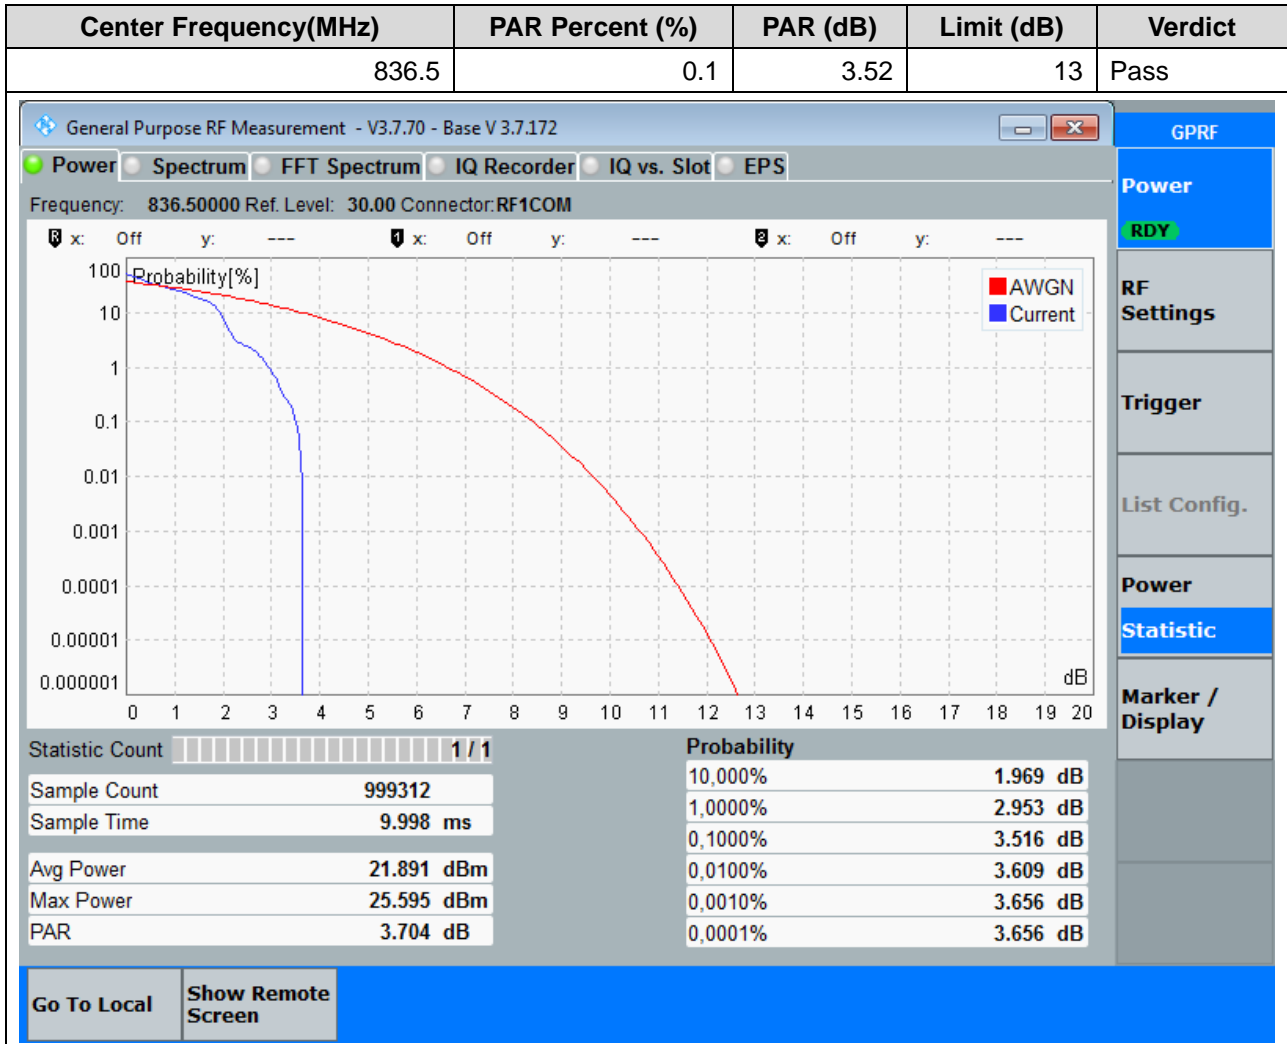 Center Frequency(MHz) PAR Percent (%) PAR (dB) Limit (dB) Verdict
836.5 0.1 3.52 13 Pass
General Purpose RF Measurement - V3.7.70 - Base V 3.7.172
GPRF
Power Spectrum FFT Spectrum IQ Recorder IQ vs. Slot EPS
Power
RDY
Frequency: 836.50000 Ref. Level: 30.00 Connector:RF1COM
R x: Off y: --- 1 x: Off y: --- 2 x: Off y: ---
Probability[%]
AWGN
Current
100
10
1
0.1
0.01
0.001
0.0001
0.00001
0.000001
dB
0 1 2 3 4 5 6 7 8 9 10 11 12 13 14 15 16 17 18 19 20
RF
Settings
Trigger
List Config.
Power
Statistic
Marker /
Display
Statistic Count 1 / 1
Sample Count 999312
Sample Time 9.998 ms
Avg Power 21.891 dBm
Max Power 25.595 dBm
PAR 3.704 dB
Probability
10,000% 1.969 dB
1,0000% 2.953 dB
0,1000% 3.516 dB
0,0100% 3.609 dB
0,0010% 3.656 dB
0,0001% 3.656 dB
Go To Local
Show Remote
Screen